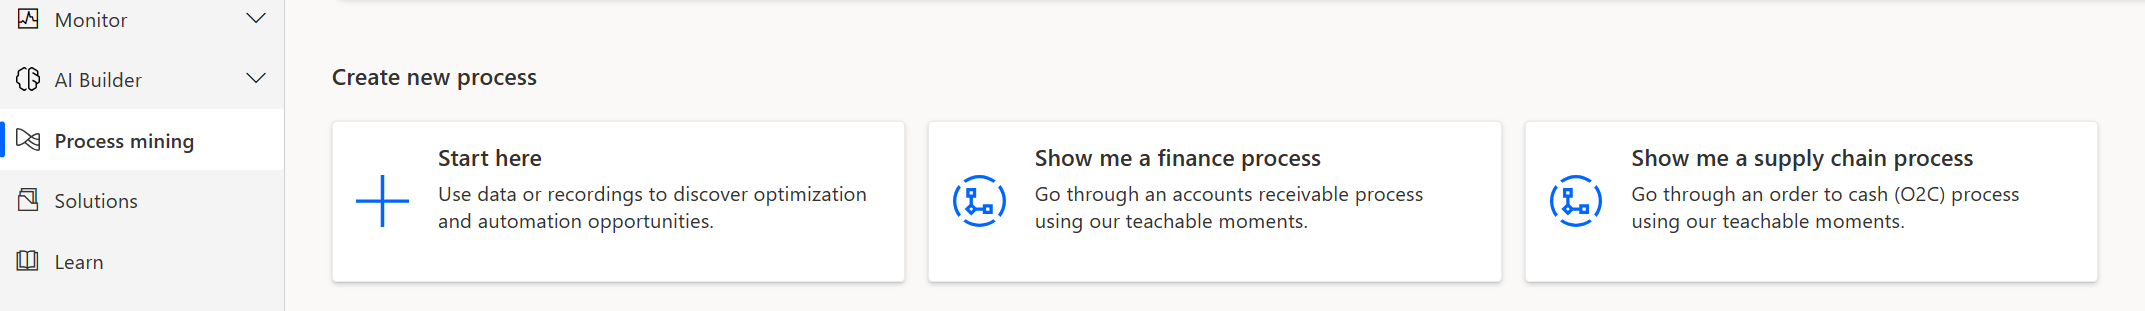 Monitor
AI Builder
Process mining
Solutions
Learn
Create new process
Start here
Use data or recordings to discover optimization
and automation opportunities.
Show me a finance process
Go through an accounts receivable process
using our teachable moments.
Show me a supply chain process
Go through an order to cash (O2C) process
using our teachable moments.